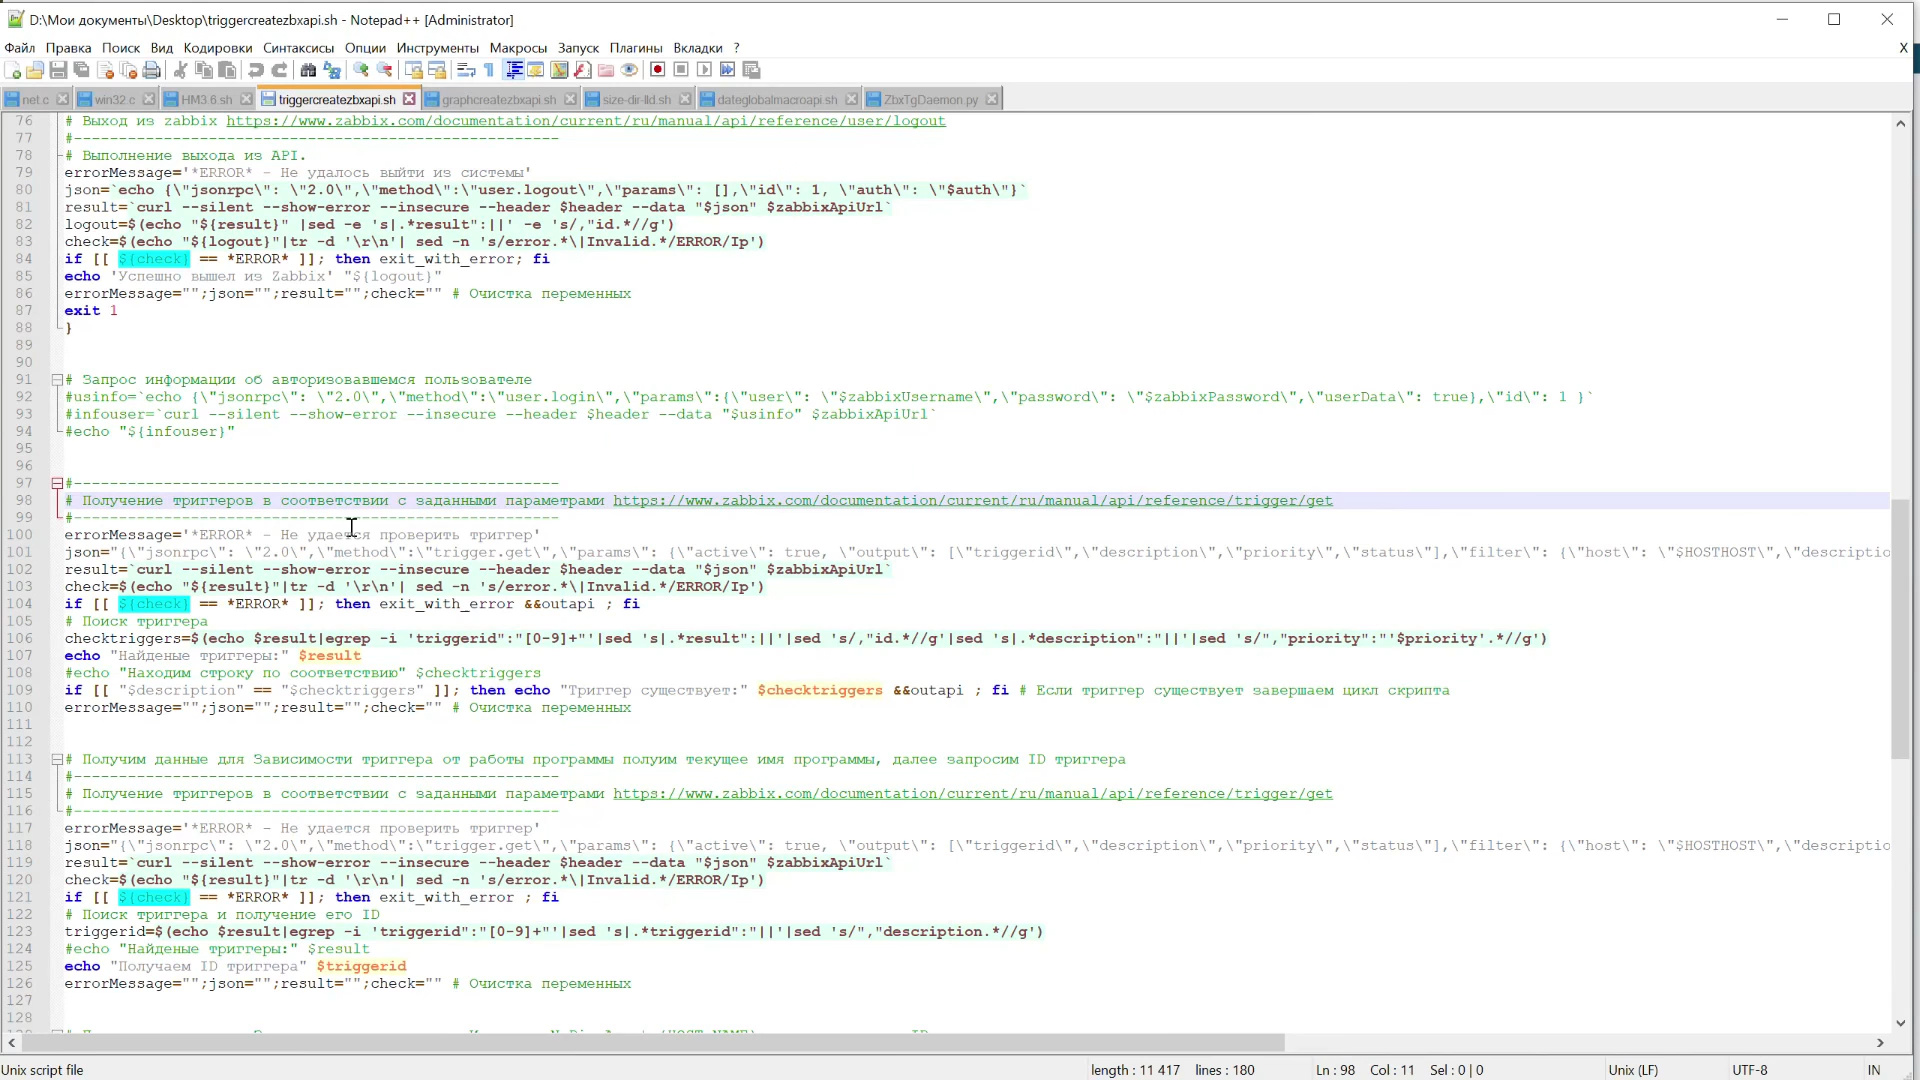 D:\Мои документы\Desktop\triggercreatezbxapi.sh - Notepad++ [Administrator]
Файл Правка Поиск Вид Кодировки Синтаксисы Опции Инструменты Макросы Запуск Плагины Вкладки ? X
net.c win32.c HM3.6.sh triggercreatezbxapi.sh graphcreatezbxapi.sh size-dir-lld.sh dateglobalmacroapi.sh ZbxTgDaemon.py
76 # Выход из zabbix https://www.zabbix.com/documentation/current/ru/manual/api/reference/user/logout
77 #------------------------------------------------------
78 # Выполнение выхода из API.
79 errorMessage='*ERROR* - Не удалось выйти из системы'
80 json=`echo {\"jsonrpc\": \"2.0\",\"method\":\"user.logout\",\"params\": [],\"id\": 1, \"auth\": \"$auth\"}`
81 result=`curl --silent --show-error --insecure --header $header --data "$json" $zabbixApiUrl`
82 logout=$(echo "${result}" |sed -e 's|.*result":||' -e 's/,"id.*//g')
83 check=$(echo "${logout}"|tr -d '\r\n'| sed -n 's/error.*\|Invalid.*/ERROR/Ip')
84 if [[ ${check} == *ERROR* ]]; then exit_with_error; fi
85 echo 'Успешно вышел из Zabbix' "${logout}"
86 errorMessage="";json="";result="";check="" # Очистка переменных
87 exit 1
88 }
89
90
91 # Запрос информации об авторизовавшемся пользователе
92 #usinfo=`echo {\"jsonrpc\": \"2.0\",\"method\":\"user.login\",\"params\":{\"user\": \"$zabbixUsername\",\"password\": \"$zabbixPassword\",\"userData\": true},\"id\": 1 }`
93 #infouser=`curl --silent --show-error --insecure --header $header --data "$usinfo" $zabbixApiUrl`
94 #echo "${infouser}"
95
96
97 #------------------------------------------------------
98 # Получение триггеров в соответствии с заданными параметрами https://www.zabbix.com/documentation/current/ru/manual/api/reference/trigger/get
99 #------------------------------------------------------
100 errorMessage='*ERROR* - Не удается проверить триггер'
101 json="{\"jsonrpc\": \"2.0\",\"method\":\"trigger.get\",\"params\": {\"active\": true, \"output\": [\"triggerid\",\"description\",\"priority\",\"status\"],\"filter\": {\"host\": \"$HOSTHOST\",\"descriptio
102 result=`curl --silent --show-error --insecure --header $header --data "$json" $zabbixApiUrl`
103 check=$(echo "${result}"|tr -d '\r\n'| sed -n 's/error.*\|Invalid.*/ERROR/Ip')
104 if [[ ${check} == *ERROR* ]]; then exit_with_error &&outapi ; fi
105 # Поиск триггера
106 checktriggers=$(echo $result|egrep -i 'triggerid":"[0-9]+"'|sed 's|.*result":||'|sed 's/,"id.*//g'|sed 's|.*description":"||'|sed 's/","priority":"'$priority'.*//g')
107 echo "Найденые триггеры:" $result
108 #echo "Находим строку по соответствию" $checktriggers
109 if [[ "$description" == "$checktriggers" ]]; then echo "Триггер существует:" $checktriggers &&outapi ; fi # Если триггер существует завершаем цикл скрипта
110 errorMessage="";json="";result="";check="" # Очистка переменных
111
112
113 # Получим данные для Зависимости триггера от работы программы полуим текущее имя программы, далее запросим ID триггера
114 #------------------------------------------------------
115 # Получение триггеров в соответствии с заданными параметрами https://www.zabbix.com/documentation/current/ru/manual/api/reference/trigger/get
116 #------------------------------------------------------
117 errorMessage='*ERROR* - Не удается проверить триггер'
118 json="{\"jsonrpc\": \"2.0\",\"method\":\"trigger.get\",\"params\": {\"active\": true, \"output\": [\"triggerid\",\"description\",\"priority\",\"status\"],\"filter\": {\"host\": \"$HOSTHOST\",\"descriptio
119 result=`curl --silent --show-error --insecure --header $header --data "$json" $zabbixApiUrl`
120 check=$(echo "${result}"|tr -d '\r\n'| sed -n 's/error.*\|Invalid.*/ERROR/Ip')
121 if [[ ${check} == *ERROR* ]]; then exit_with_error ; fi
122 # Поиск триггера и получение его ID
123 triggerid=$(echo $result|egrep -i 'triggerid":"[0-9]+"'|sed 's|.*triggerid":"||'|sed 's/","description.*//g')
124 #echo "Найденые триггеры:" $result
125 echo "Получаем ID триггера" $triggerid
126 errorMessage="";json="";result="";check="" # Очистка переменных
127
128
Unix script file length : 11 417 lines : 180 Ln : 98 Col : 11 Sel : 0 | 0 Unix (LF) UTF-8 IN